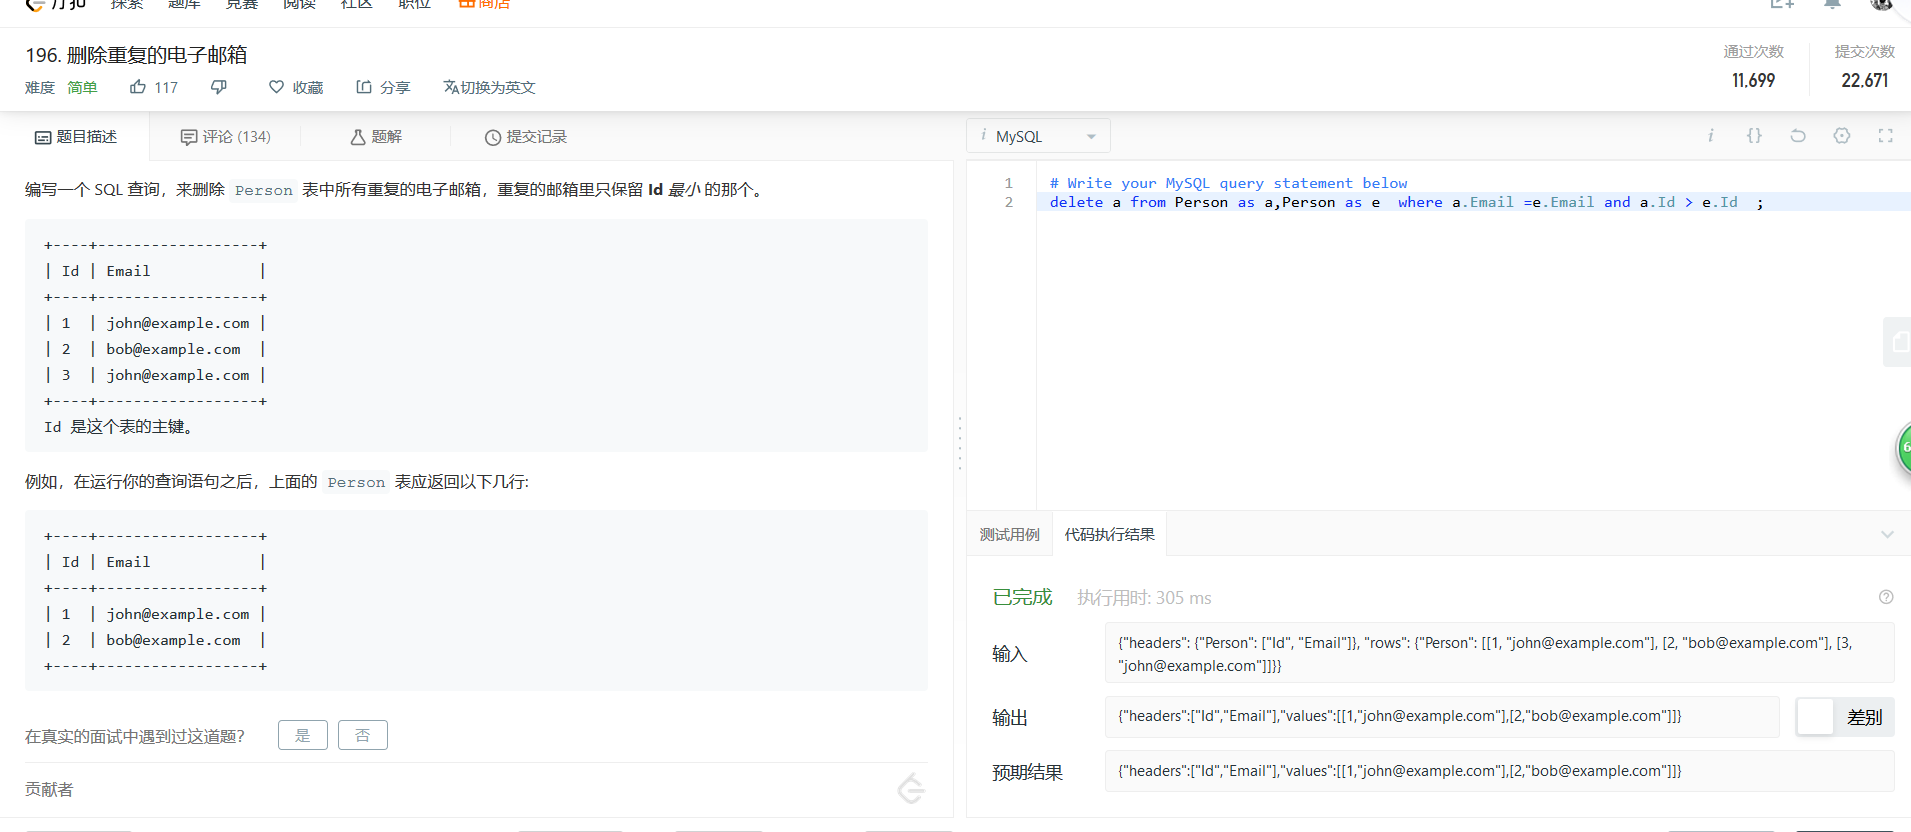 力扣 探索 题库 竞赛 阅读 社区 职位 商店
196. 删除重复的电子邮箱
难度 简单 117 收藏 分享 切换为英文
通过次数 提交次数
11,699 22,671
题目描述 评论 (134) 题解 提交记录
编写一个 SQL 查询，来删除 Person 表中所有重复的电子邮箱，重复的邮箱里只保留 Id 最小 的那个。
+----+------------------+
| Id | Email            |
+----+------------------+
| 1  | john@example.com |
| 2  | bob@example.com  |
| 3  | john@example.com |
+----+------------------+
Id 是这个表的主键。
例如，在运行你的查询语句之后，上面的 Person 表应返回以下几行:
+----+------------------+
| Id | Email            |
+----+------------------+
| 1  | john@example.com |
| 2  | bob@example.com  |
+----+------------------+
在真实的面试中遇到过这道题？ 是 否
贡献者
i MySQL
i {}
1 # Write your MySQL query statement below
2 delete a from Person as a,Person as e  where a.Email =e.Email and a.Id > e.Id  ;
测试用例 代码执行结果
已完成 执行用时: 305 ms
输入
{"headers": {"Person": ["Id", "Email"]}, "rows": {"Person": [[1, "john@example.com"], [2, "bob@example.com"], [3,
"john@example.com"]]}}
输出
{"headers":["Id","Email"],"values":[[1,"john@example.com"],[2,"bob@example.com"]]}
差别
预期结果
{"headers":["Id","Email"],"values":[[1,"john@example.com"],[2,"bob@example.com"]]}